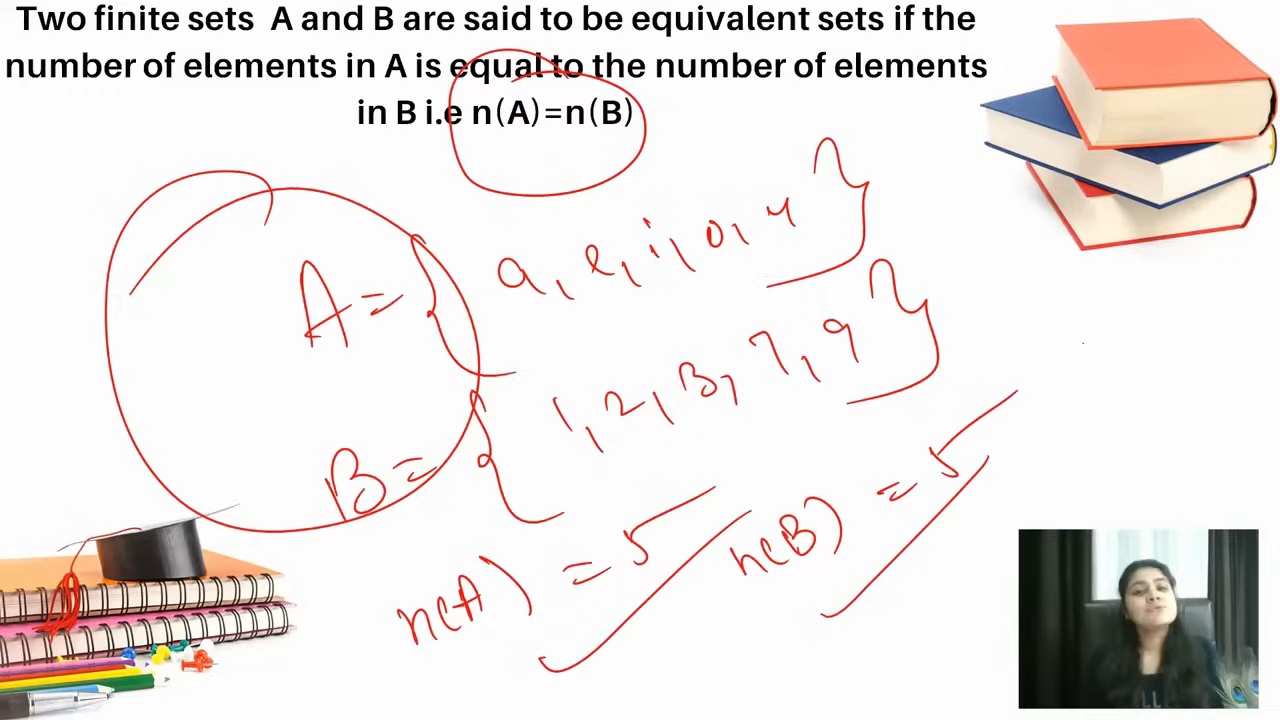 Two finite sets A and B are said to be equivalent sets if the
number of elements in A is equal to the number of elements
in B i.e n(A)=n(B)
A = { a, e, i, o, u }
B = { 1, 2, 3, 7, 9 }
n(A) = 5
n(B) = 5